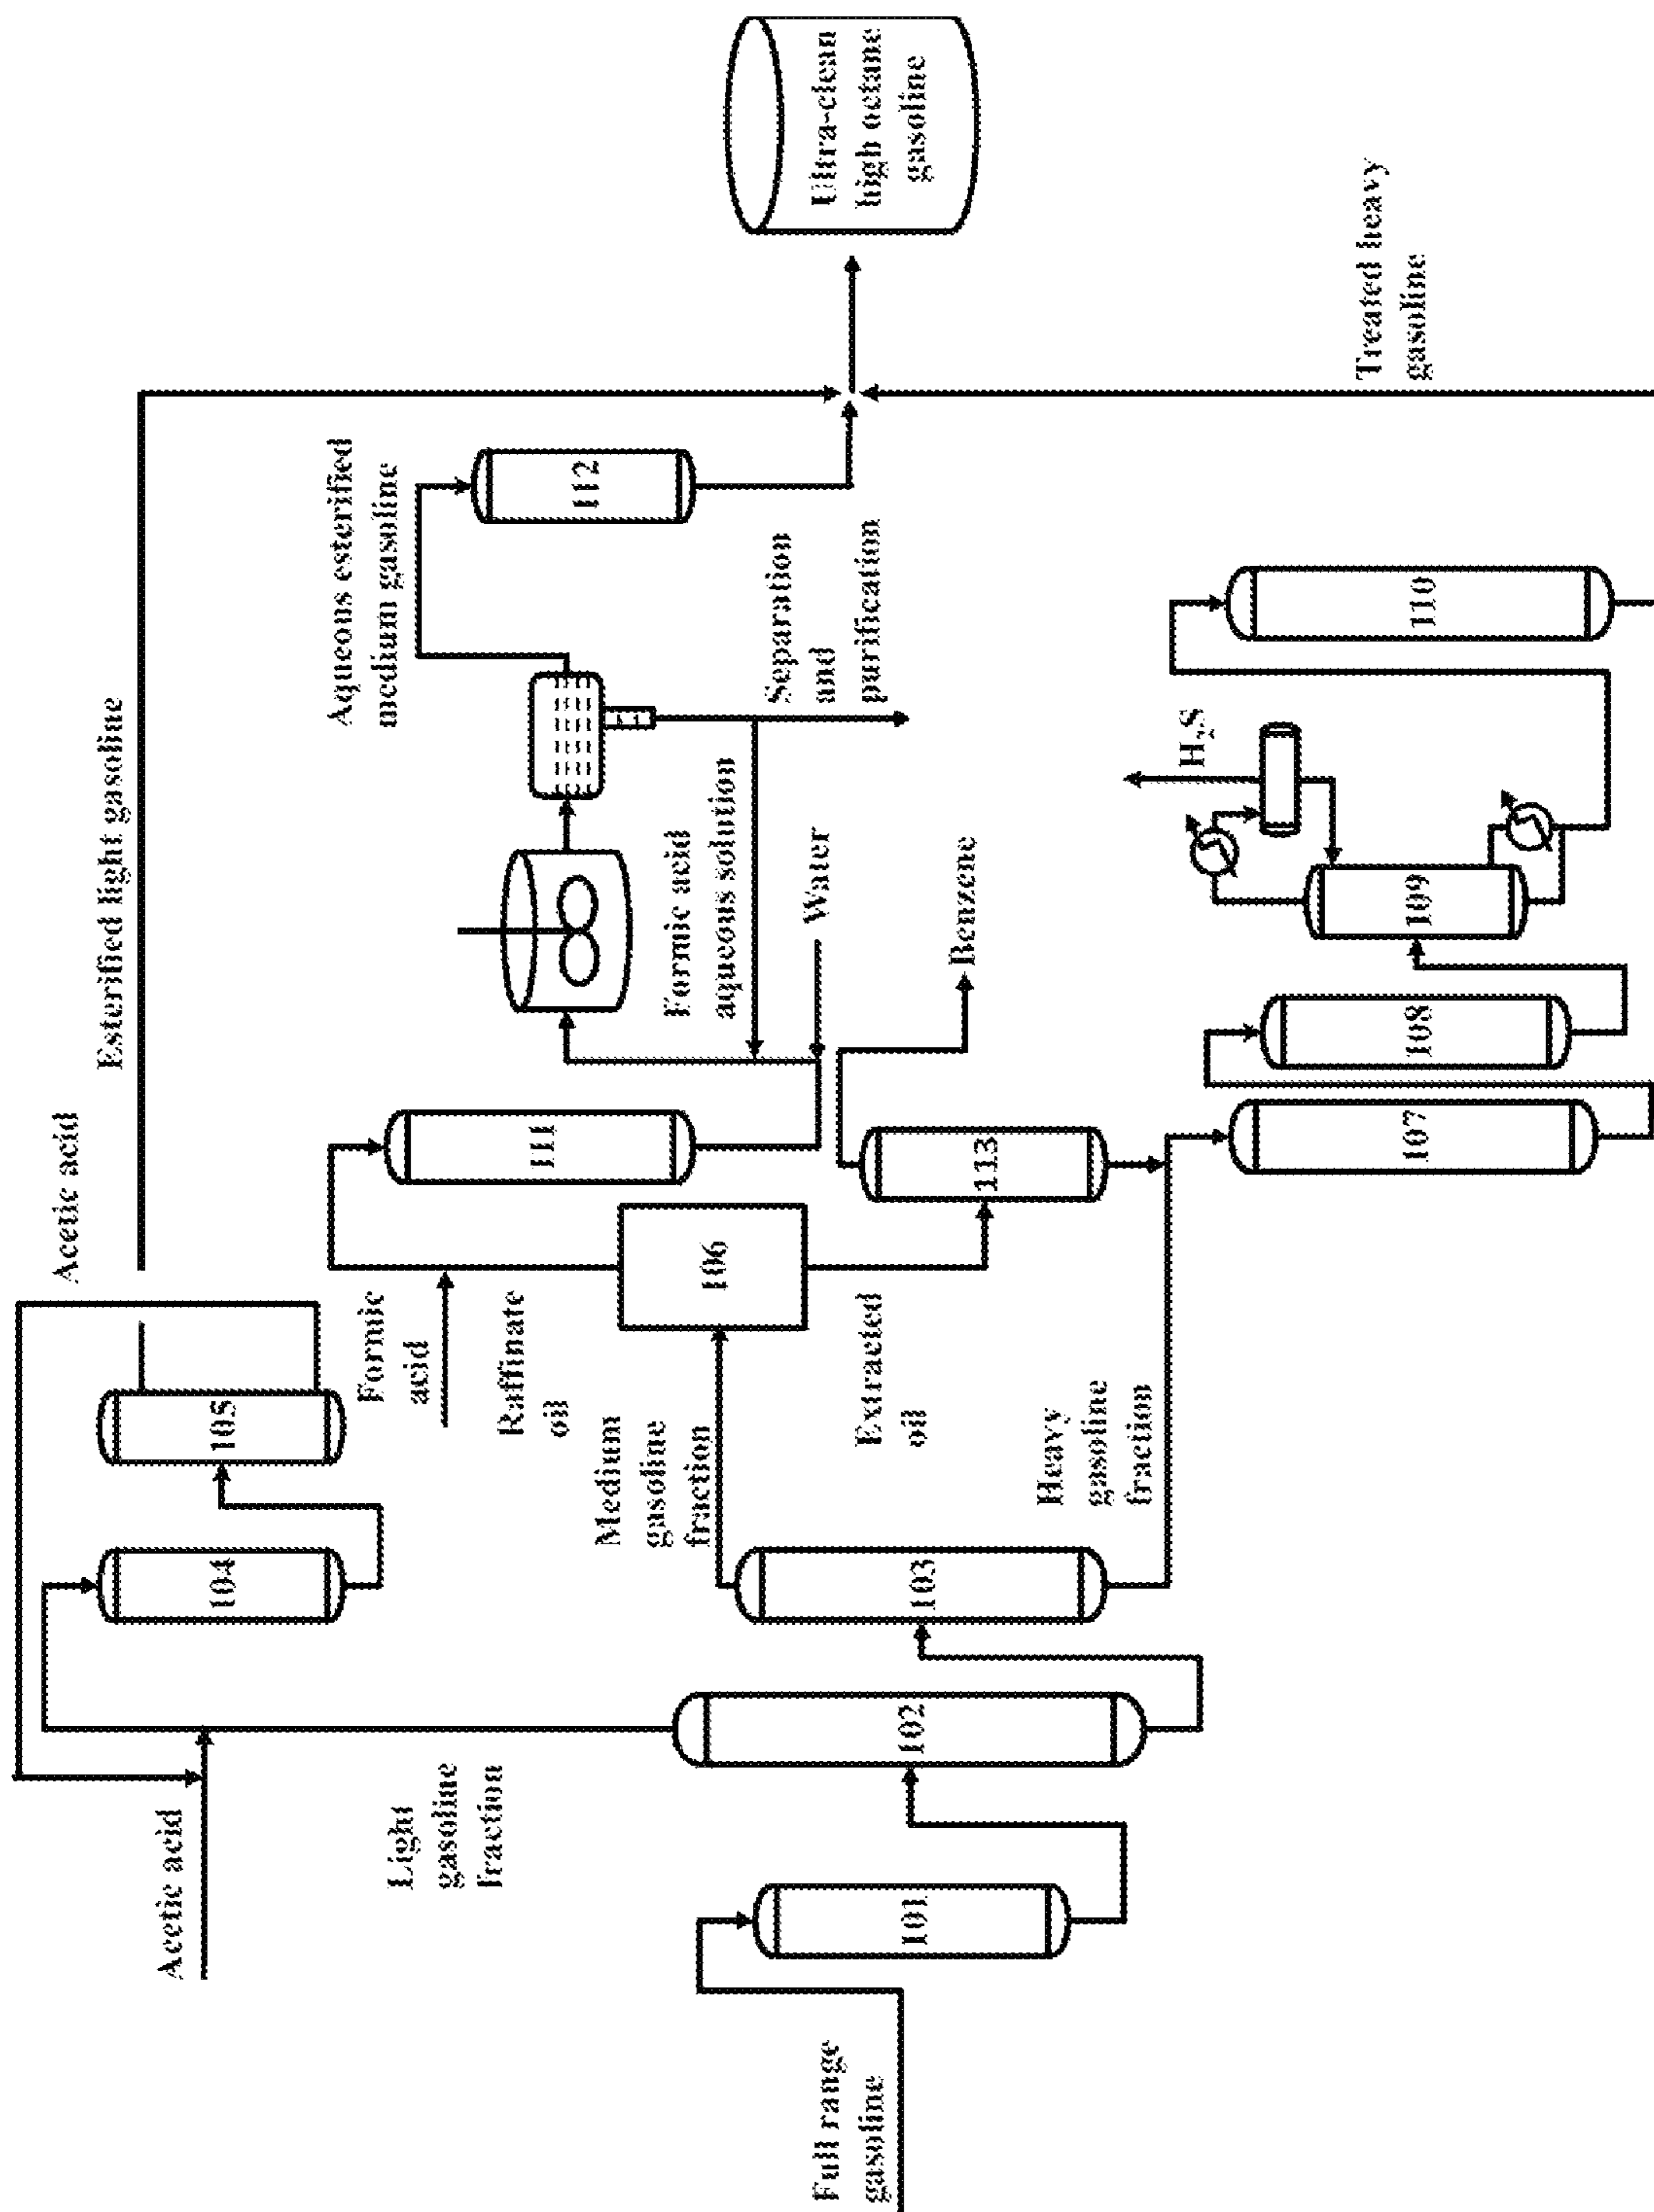 Acetic acid
Acetic acid
Esterified light gasoline
104
105
Light
gasoline
fraction
Formic
acid
Raffinate
oil
Aqueous esterified
medium gasoline
111
112
Medium
gasoline
fraction
106
Formic acid
aqueous solution
Water
Separation
and
purification
Ultra-clean
high octane
gasoline
Full range
gasoline
101
102
103
Extracted
oil
113
Benzene
Heavy
gasoline
fraction
107
108
109
H₂S
110
Treated heavy
gasoline